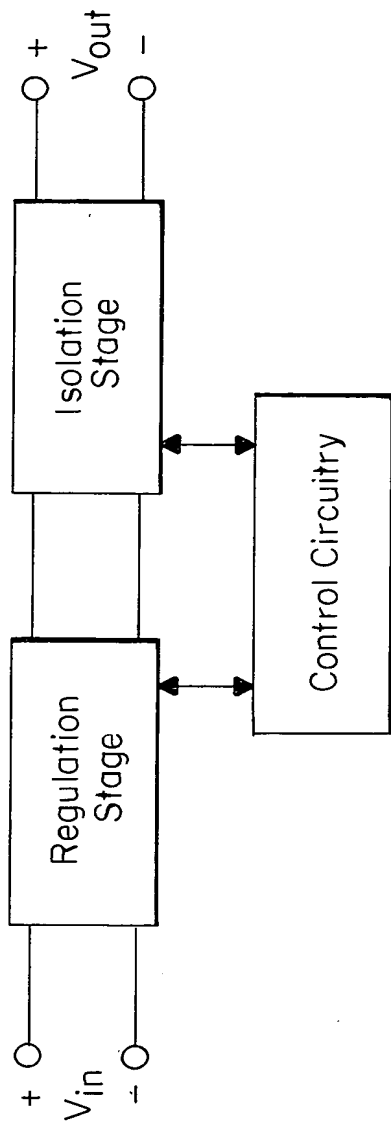 +
V_in
-
Regulation
Stage
Isolation
Stage
+
V_out
-
Control Circuitry